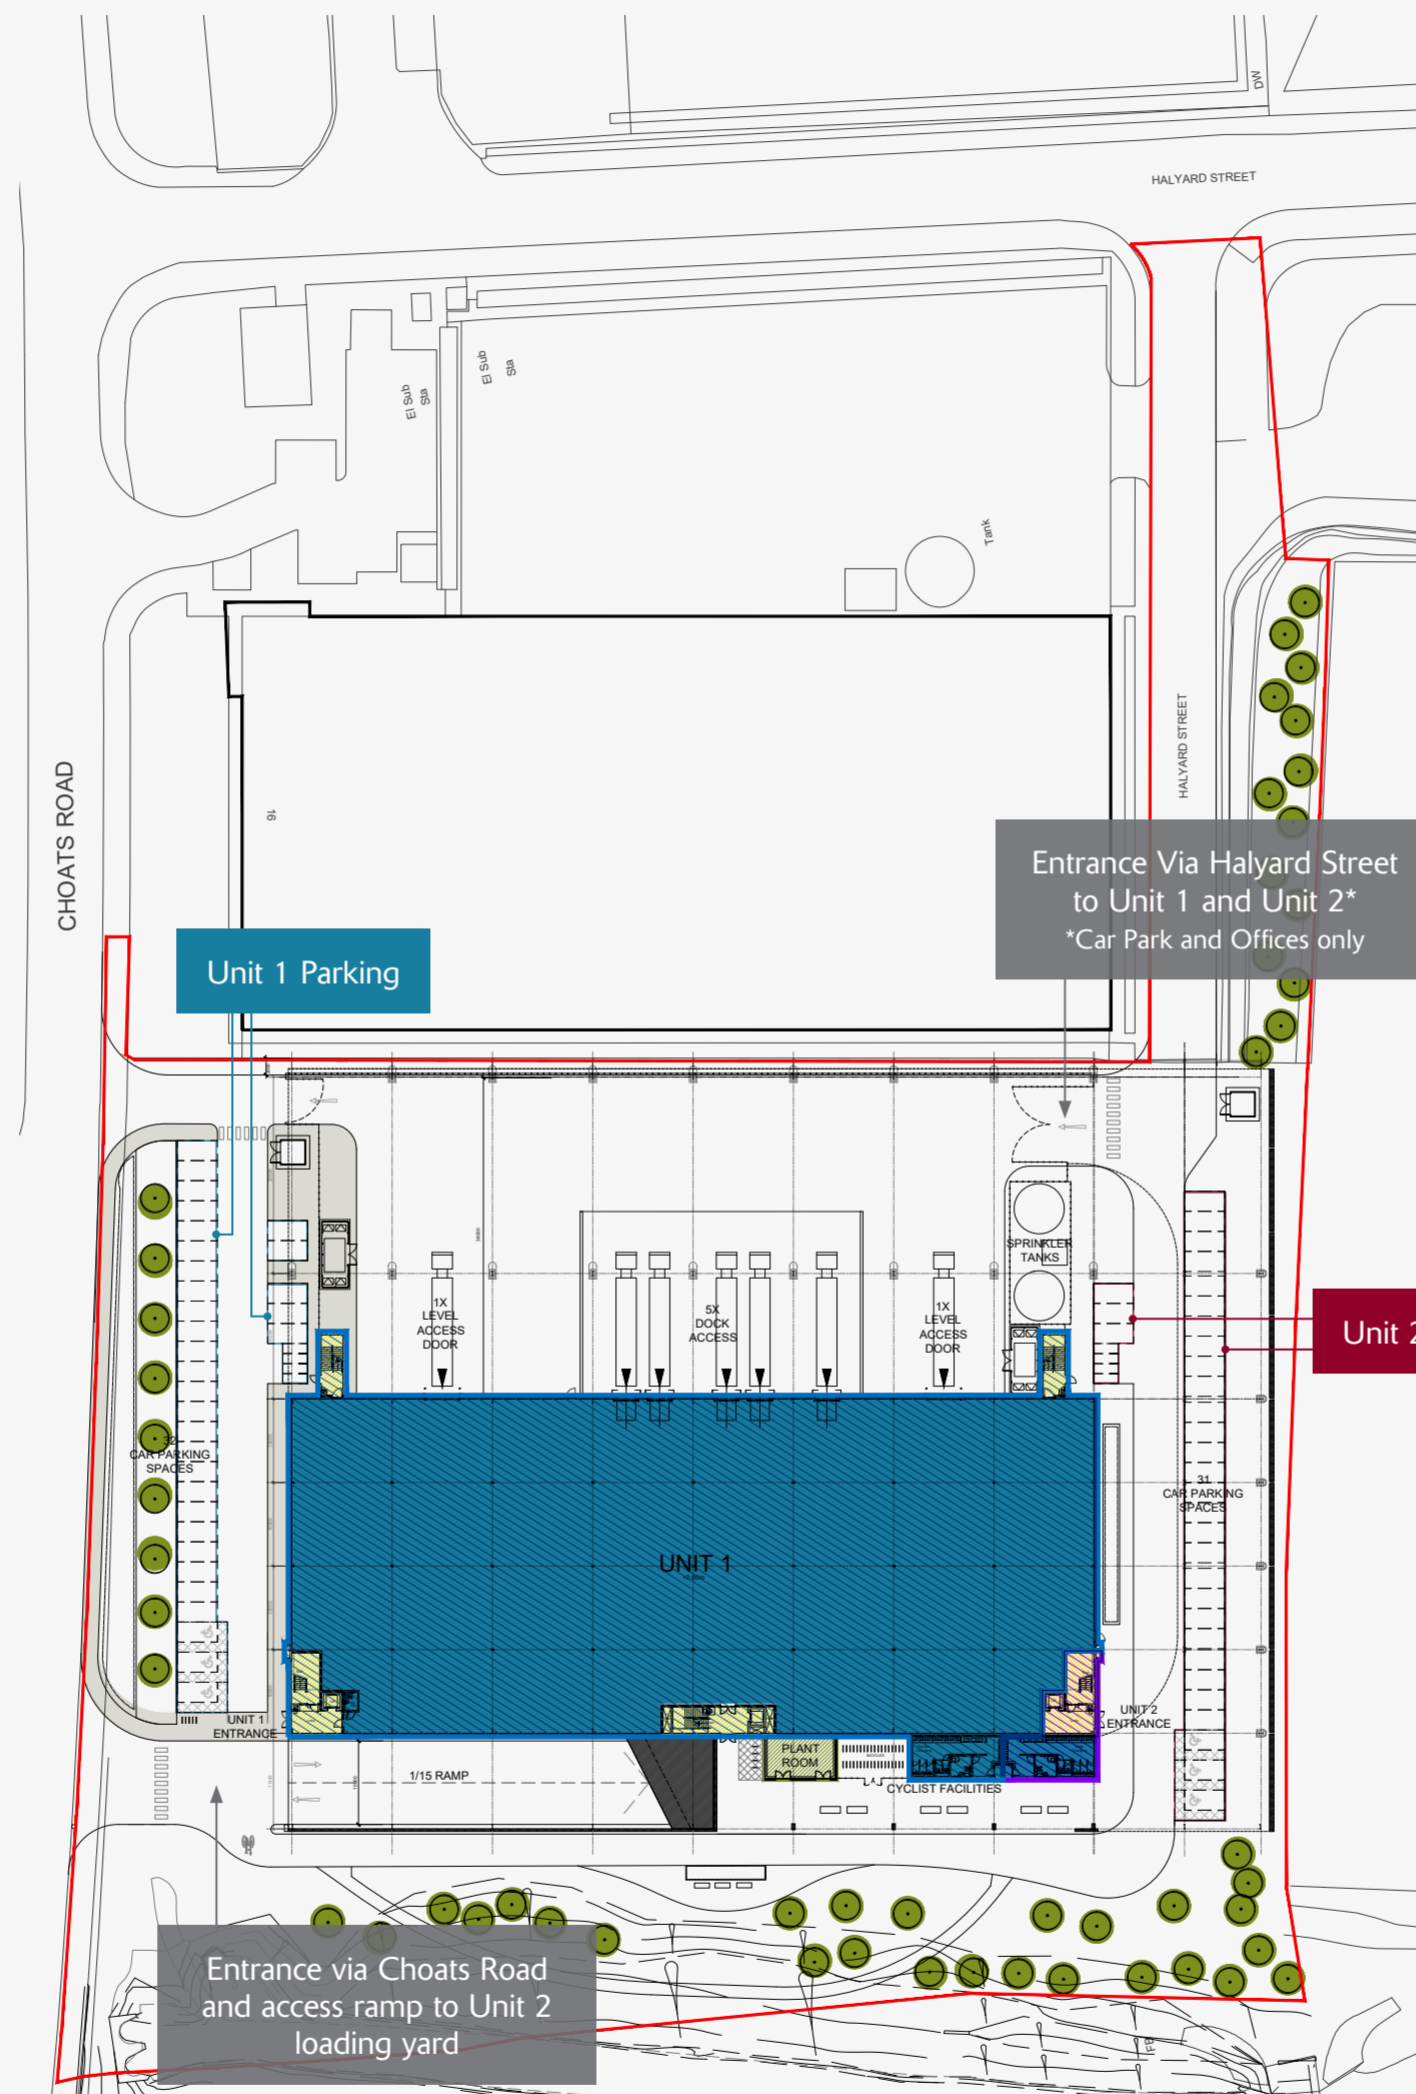 DW
HALYARD STREET
El Sub
Sta
El Sub
Sta
Tank
HALYARD STREET
CHOATS ROAD
16
Entrance Via Halyard Street
to Unit 1 and Unit 2*
*Car Park and Offices only
Unit 1 Parking
SPRINKLER
TANKS
1X
LEVEL
ACCESS
DOOR
5X
DOCK
ACCESS
1X
LEVEL
ACCESS
DOOR
Unit 2
32
CAR PARKING
SPACES
31
CAR PARKING
SPACES
UNIT 1
UNIT 1
ENTRANCE
UNIT 2
ENTRANCE
PLANT
ROOM
1/15 RAMP
CYCLIST FACILITIES
Entrance via Choats Road
and access ramp to Unit 2
loading yard
FB